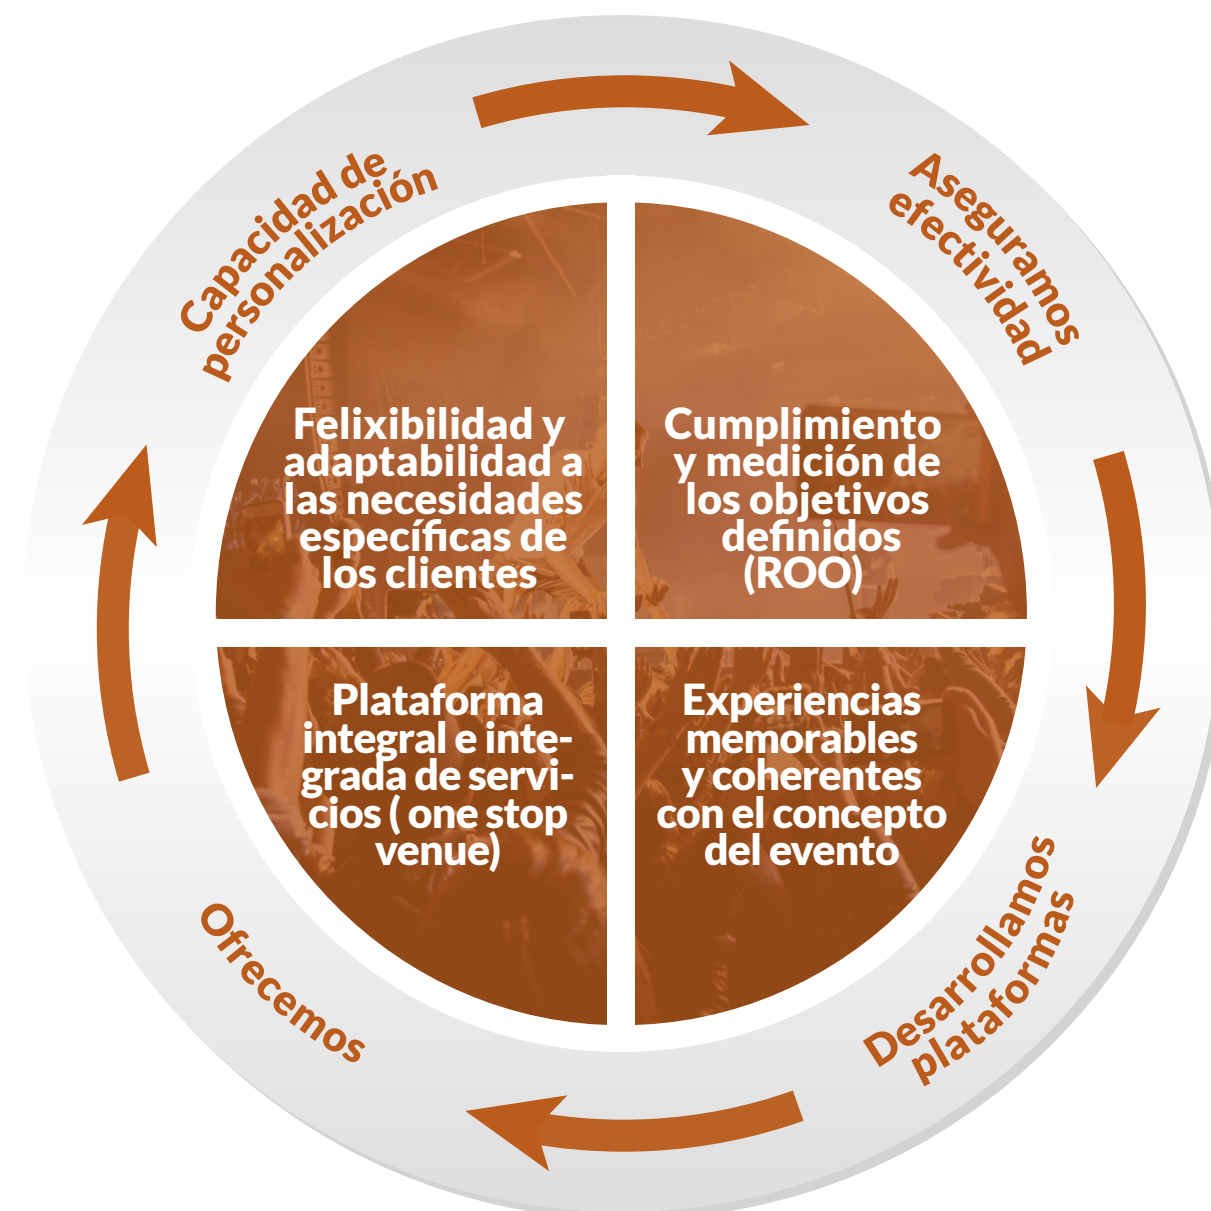 Capacidad de
personalización
Aseguramos
efectividad
Felixibilidad y
adaptabilidad a
las necesidades
específicas de
los clientes
Cumplimiento
y medición de
los objetivos
definidos
(ROO)
Plataforma
integral e inte-
grada de servi-
cios ( one stop
venue)
Experiencias
memorables
y coherentes
con el concepto
del evento
Ofrecemos
Desarrollamos
plataformas